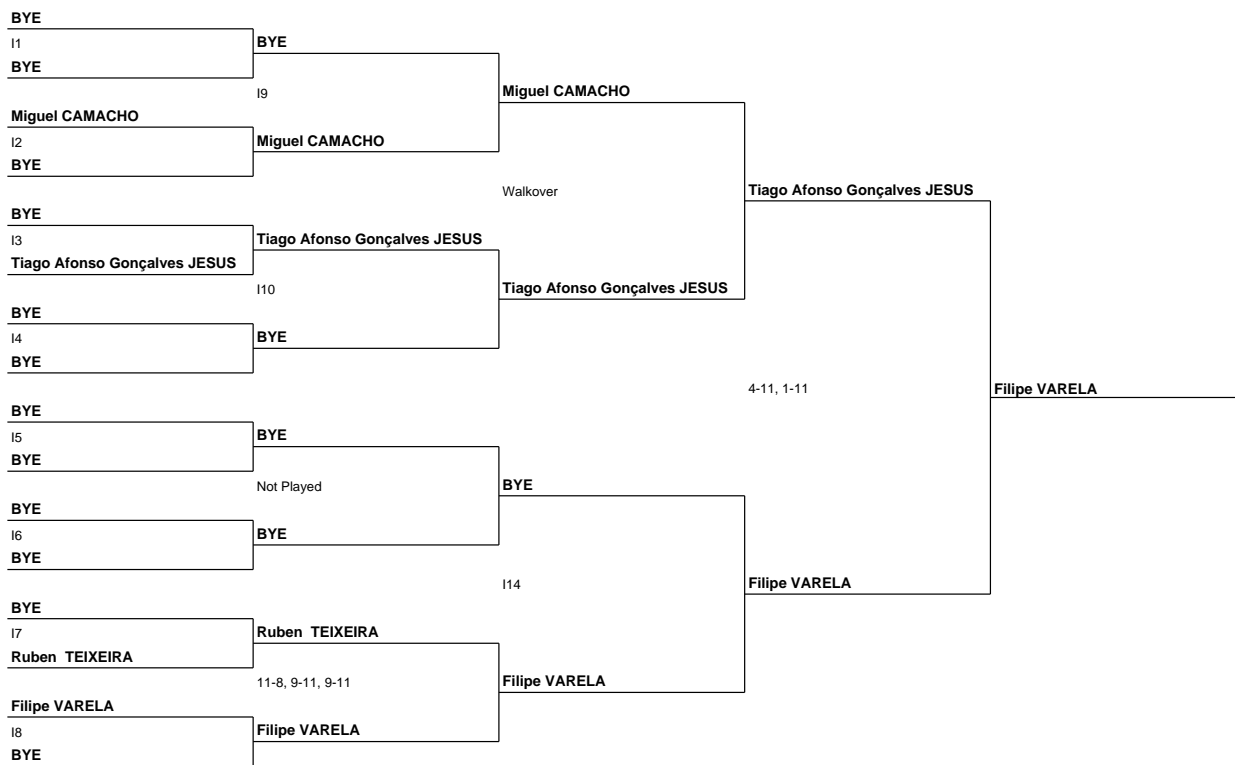 BYE
I1
BYE
BYE
I9
Miguel CAMACHO
Miguel CAMACHO
I2
Miguel CAMACHO
BYE
Walkover
Tiago Afonso Gonçalves JESUS
BYE
I3
Tiago Afonso Gonçalves JESUS
Tiago Afonso Gonçalves JESUS
I10
Tiago Afonso Gonçalves JESUS
BYE
I4
BYE
BYE
4-11, 1-11
Filipe VARELA
BYE
I5
BYE
BYE
Not Played
BYE
BYE
I6
BYE
BYE
I14
Filipe VARELA
BYE
I7
Ruben  TEIXEIRA
Ruben  TEIXEIRA
11-8, 9-11, 9-11
Filipe VARELA
Filipe VARELA
I8
Filipe VARELA
BYE